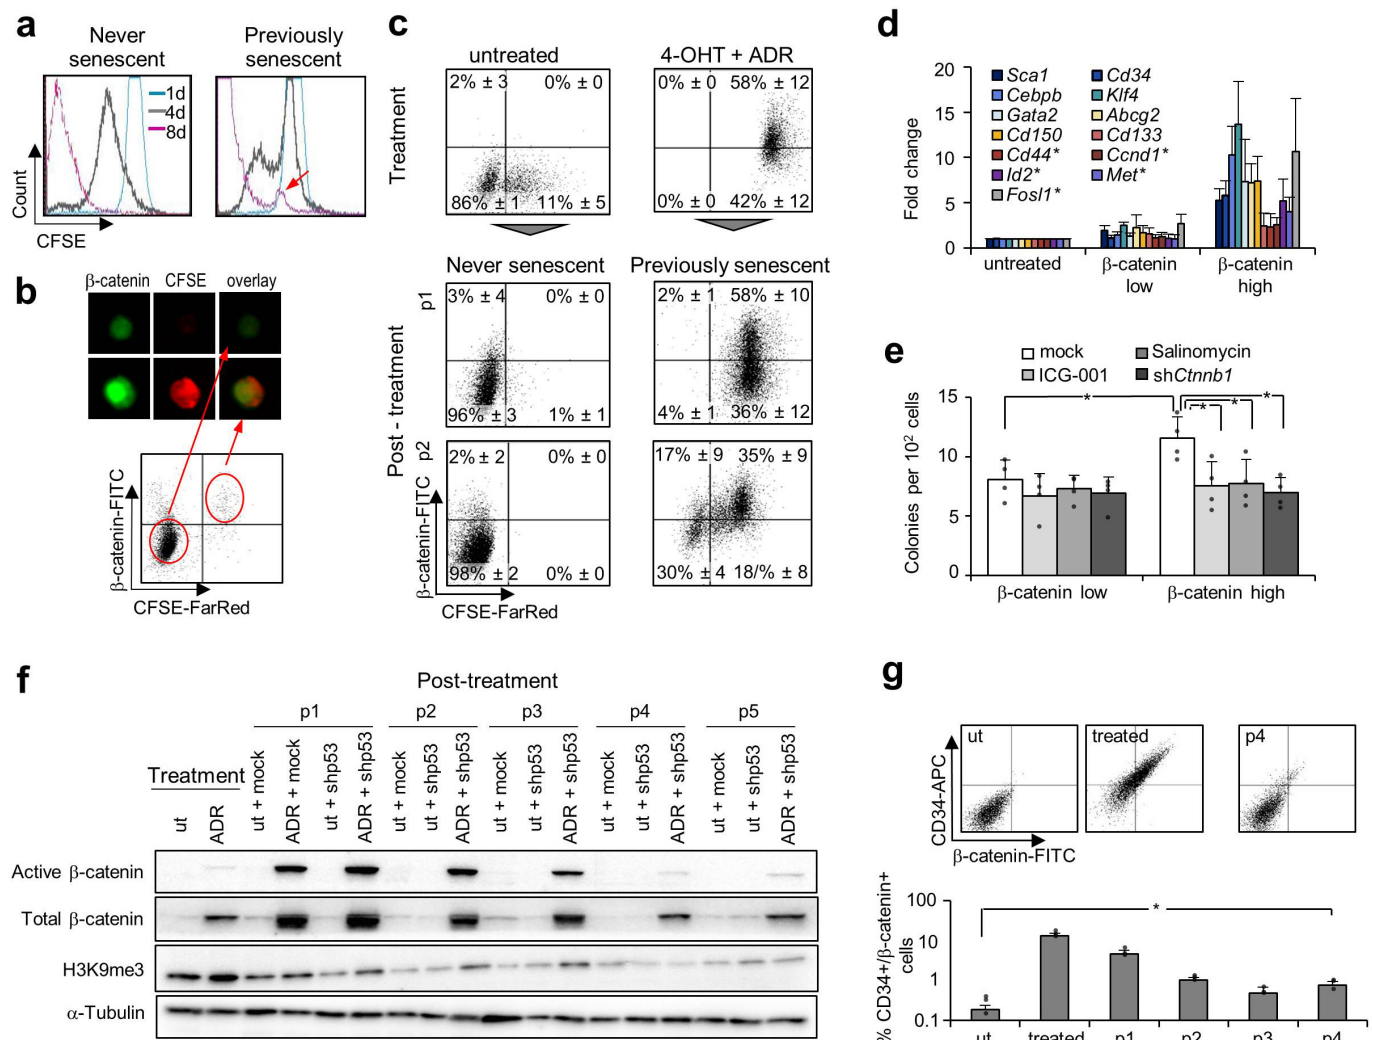 a
Never
senescent
Previously
senescent
1d
4d
8d
Count
CFSE
b
β-catenin
CFSE
overlay
β-catenin-FITC
CFSE-FarRed
c
untreated
4-OHT + ADR
Treatment
2% ± 3
0% ± 0
86% ± 1
11% ± 5
0% ± 0
58% ± 12
0% ± 0
42% ± 12
Never senescent
Previously senescent
Post - treatment
p1
3% ± 4
0% ± 0
96% ± 3
1% ± 1
2% ± 1
58% ± 10
4% ± 1
36% ± 12
p2
2% ± 2
0% ± 0
98% ± 2
0% ± 0
17% ± 9
35% ± 9
30% ± 4
18/% ± 8
β-catenin-FITC
CFSE-FarRed
d
Fold change
20
15
10
5
0
Sca1
Cd34
Cebpb
Klf4
Gata2
Abcg2
Cd150
Cd133
Cd44*
Ccnd1*
Id2*
Met*
Fosl1*
untreated
β-catenin
low
β-catenin
high
e
mock
Salinomycin
ICG-001
shCtnnb1
Colonies per 10² cells
15
10
5
0
*
*
*
*
β-catenin low
β-catenin high
f
Post-treatment
p1
p2
p3
p4
p5
Treatment
ut
ADR
ut + mock
ADR + mock
ut + shp53
ADR + shp53
ut + mock
ut + shp53
ADR + shp53
ut + mock
ut + shp53
ADR + shp53
ut + mock
ut + shp53
ADR + shp53
ut + mock
ut + shp53
ADR + shp53
Active β-catenin
Total β-catenin
H3K9me3
α-Tubulin
g
ut
treated
p4
CD34-APC
β-catenin-FITC
% CD34+/β-catenin+
cells
100
10
1
0.1
*
ut
treated
p1
p2
p3
p4